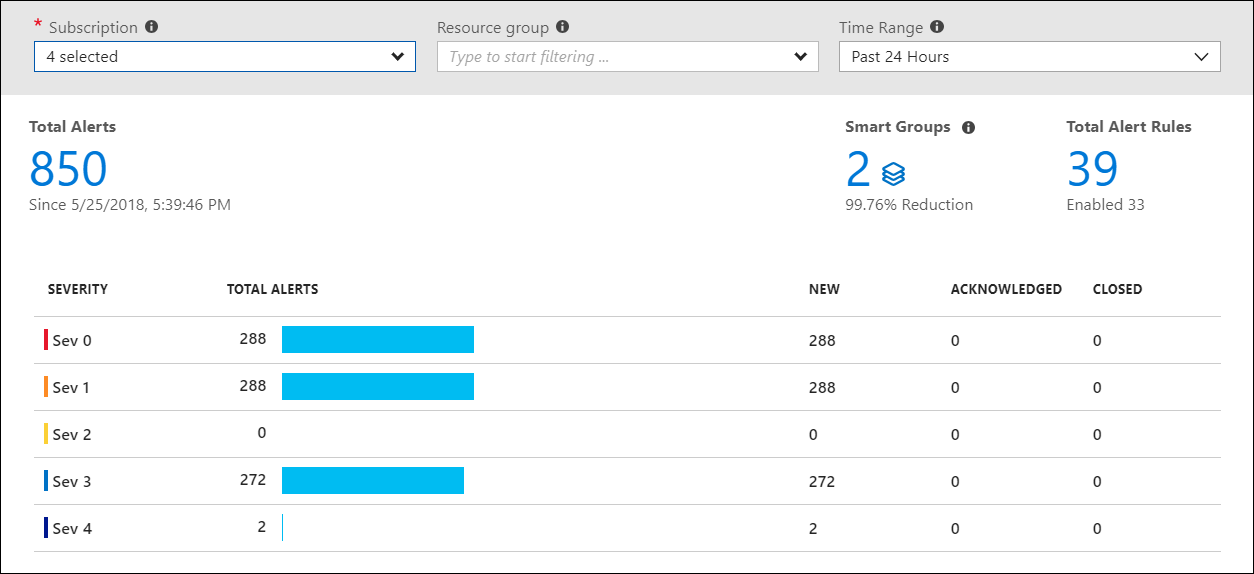 * Subscription
Resource group
Time Range
4 selected
Type to start filtering ...
Past 24 Hours
Total Alerts
Smart Groups
Total Alert Rules
850
2
39
Since 5/25/2018, 5:39:46 PM
99.76% Reduction
Enabled 33
SEVERITY TOTAL ALERTS NEW ACKNOWLEDGED CLOSED
Sev 0 288 288 0 0
Sev 1 288 288 0 0
Sev 2 0 0 0 0
Sev 3 272 272 0 0
Sev 4 2 2 0 0